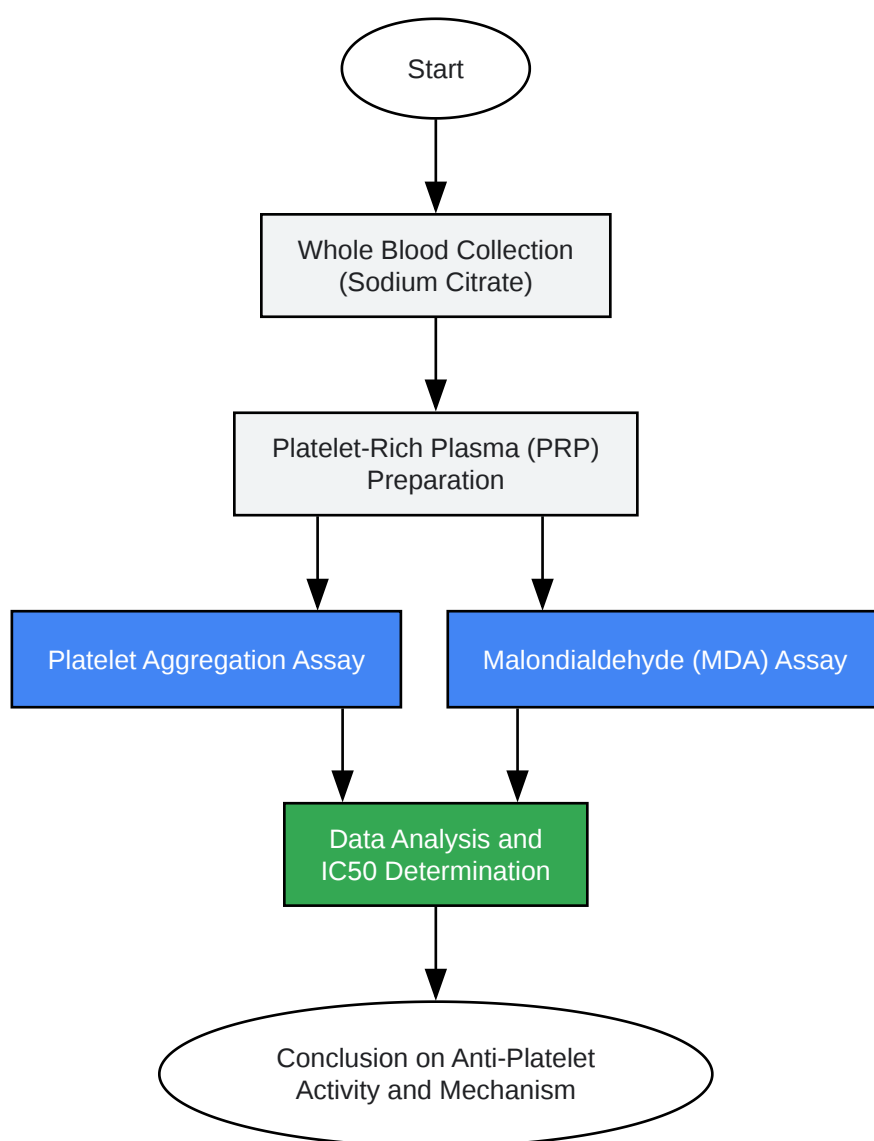 Start
Whole Blood Collection
(Sodium Citrate)
Platelet-Rich Plasma (PRP)
Preparation
Platelet Aggregation Assay
Malondialdehyde (MDA) Assay
Data Analysis and
IC50 Determination
Conclusion on Anti-Platelet
Activity and Mechanism